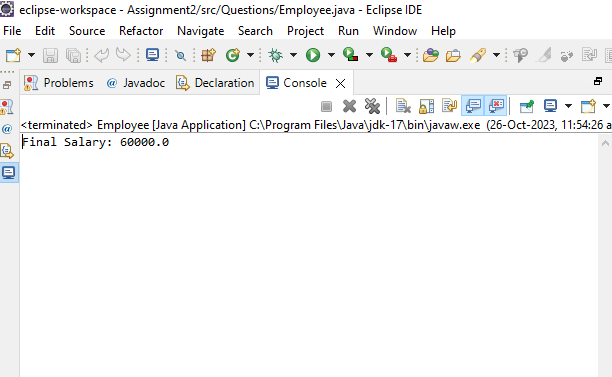 eclipse-workspace - Assignment2/src/Questions/Employee.java - Eclipse IDE
File Edit Source Refactor Navigate Search Project Run Window Help
Problems @ Javadoc Declaration Console
<terminated> Employee [Java Application] C:\Program Files\Java\jdk-17\bin\javaw.exe (26-Oct-2023, 11:54:26 a
Final Salary: 60000.0